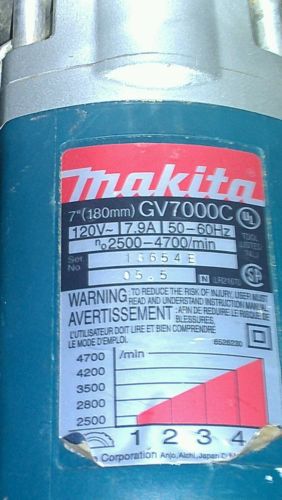 makita
7"(180mm) GV7000C
120V~ 7.9A 50-60Hz
n₀2500-4700/min
Ser. No.
05.5
WARNING: TO REDUCE THE RISK OF INJURY, USER MUST
READ AND UNDERSTAND INSTRUCTION MANUAL.
AVERTISSEMENT: AFIN DE REDUIRE LE RISQUE DE
BLESSURES,
L'UTILISATEUR DOIT LIRE ET BIEN COMPRENDRE
LE MODE D'EMPLOI.
4700 /min
4200
3500
2800
2500
1 2 3 4
Corporation Anjo, Aichi, Japan